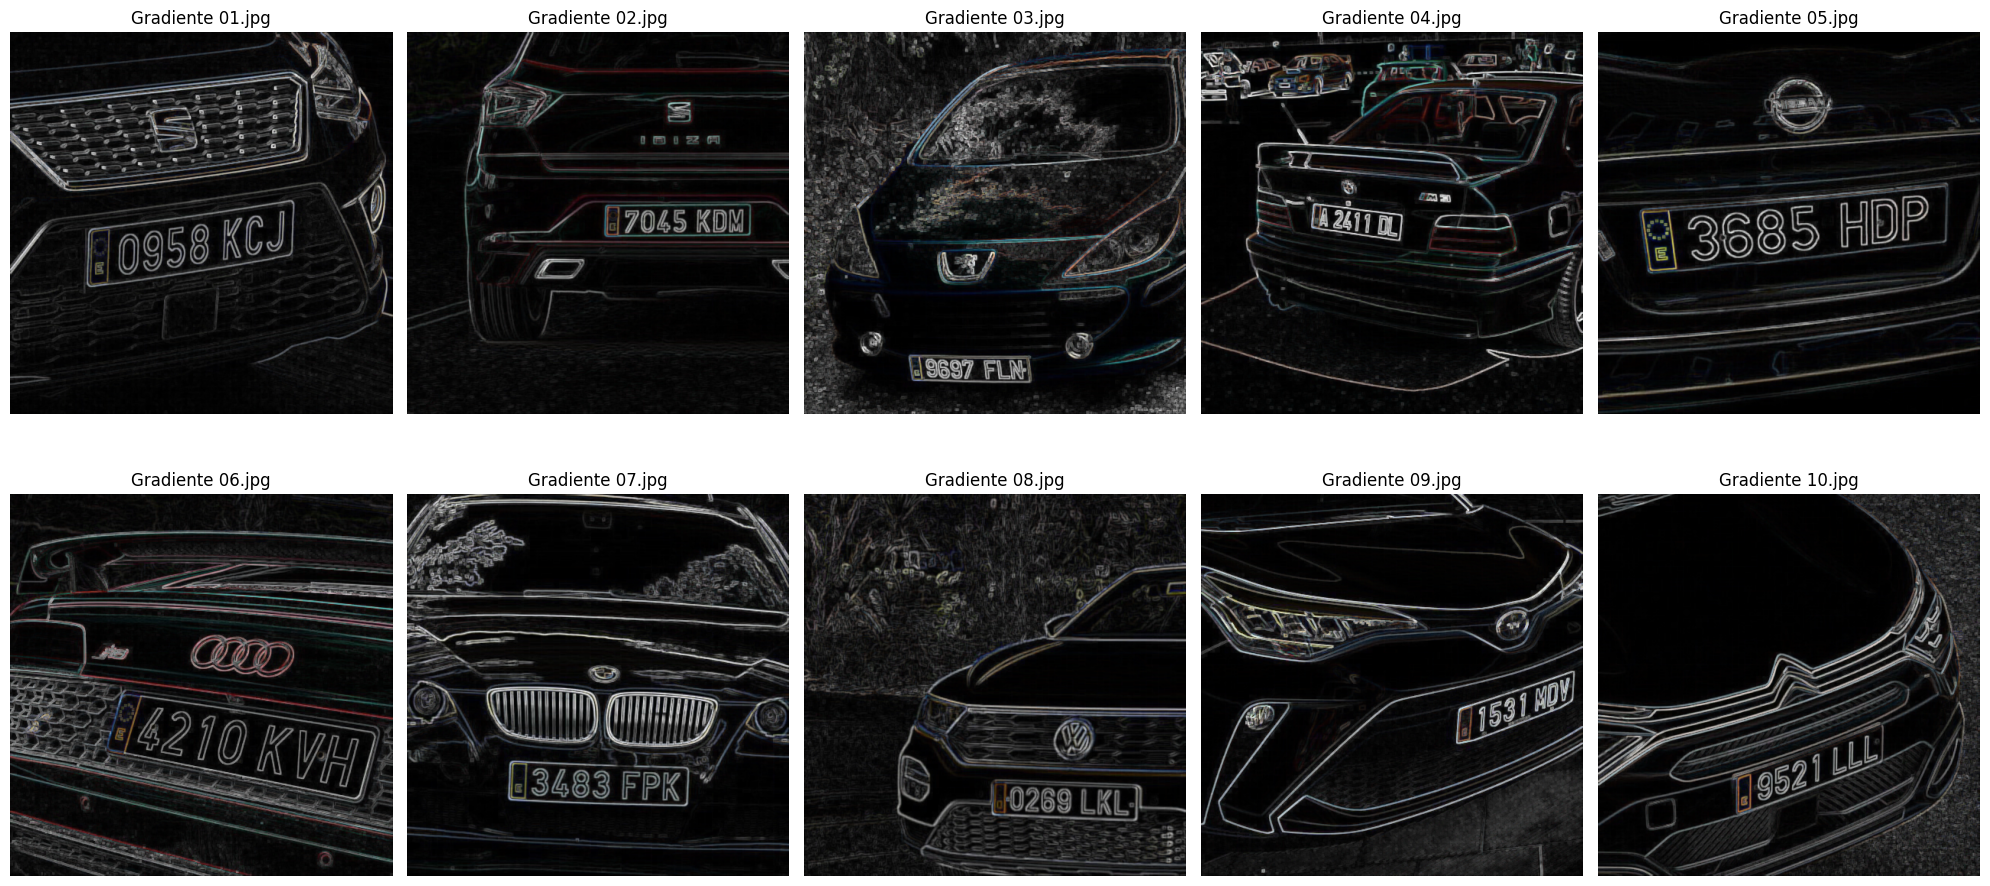 Gradiente 01.jpg
Gradiente 02.jpg
Gradiente 03.jpg
Gradiente 04.jpg
Gradiente 05.jpg
E 0958 KCJ
IBIZA
E 7045 KDM
9697 FLN
M3
A 2411 DL
NISSAN
E 3685 HDP
Gradiente 06.jpg
Gradiente 07.jpg
Gradiente 08.jpg
Gradiente 09.jpg
Gradiente 10.jpg
E 4210 KVH
E 3483 FPK
E 0269 LKL
E 1531 MDV
E 9521 LLL